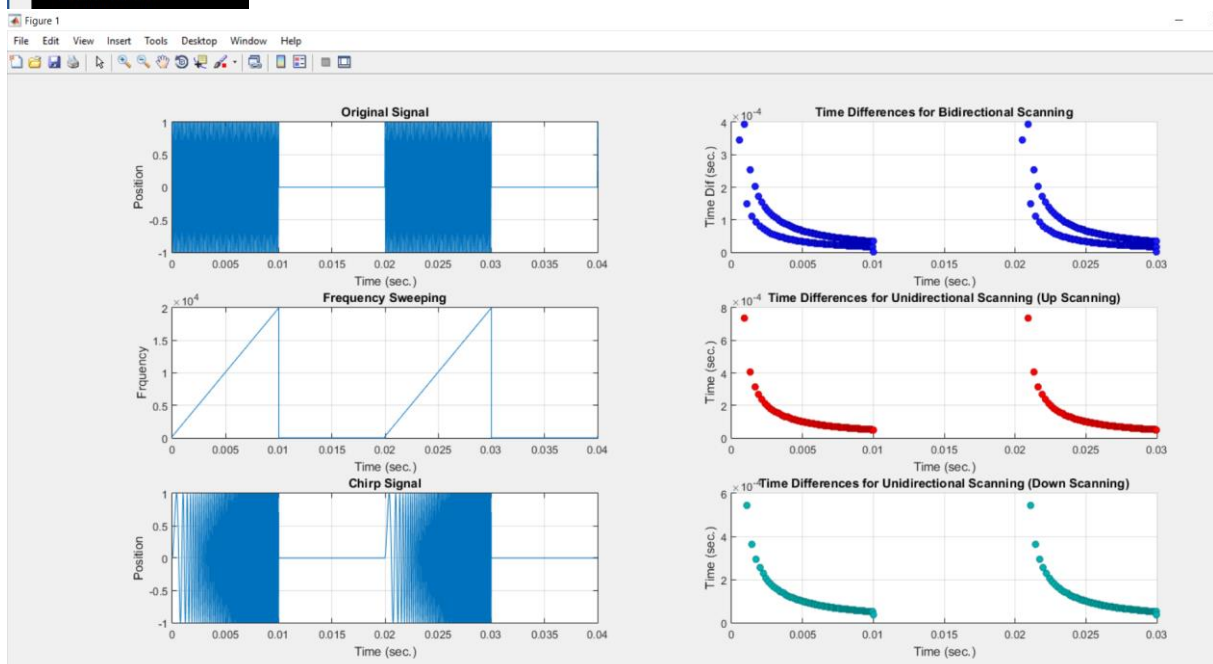 Figure 1
File Edit View Insert Tools Desktop Window Help
Original Signal
Position
1
0.5
0
-0.5
-1
0 0.005 0.01 0.015 0.02 0.025 0.03 0.035 0.04
Time (sec.)
Frequency Sweeping
× 10⁴
Frquency
2
1.5
1
0.5
0
0 0.005 0.01 0.015 0.02 0.025 0.03 0.035 0.04
Time (sec.)
Chirp Signal
Position
1
0.5
0
-0.5
-1
0 0.005 0.01 0.015 0.02 0.025 0.03 0.035 0.04
Time (sec.)
Time Differences for Bidirectional Scanning
× 10⁻⁴
Time Dif (sec.)
4
3
2
1
0
0 0.005 0.01 0.015 0.02 0.025 0.03
Time (sec.)
Time Differences for Unidirectional Scanning (Up Scanning)
× 10⁻⁴
Time (sec.)
8
6
4
2
0
0 0.005 0.01 0.015 0.02 0.025 0.03
Time (sec.)
Time Differences for Unidirectional Scanning (Down Scanning)
× 10⁻⁴
Time (sec.)
6
4
2
0
0 0.005 0.01 0.015 0.02 0.025 0.03
Time (sec.)